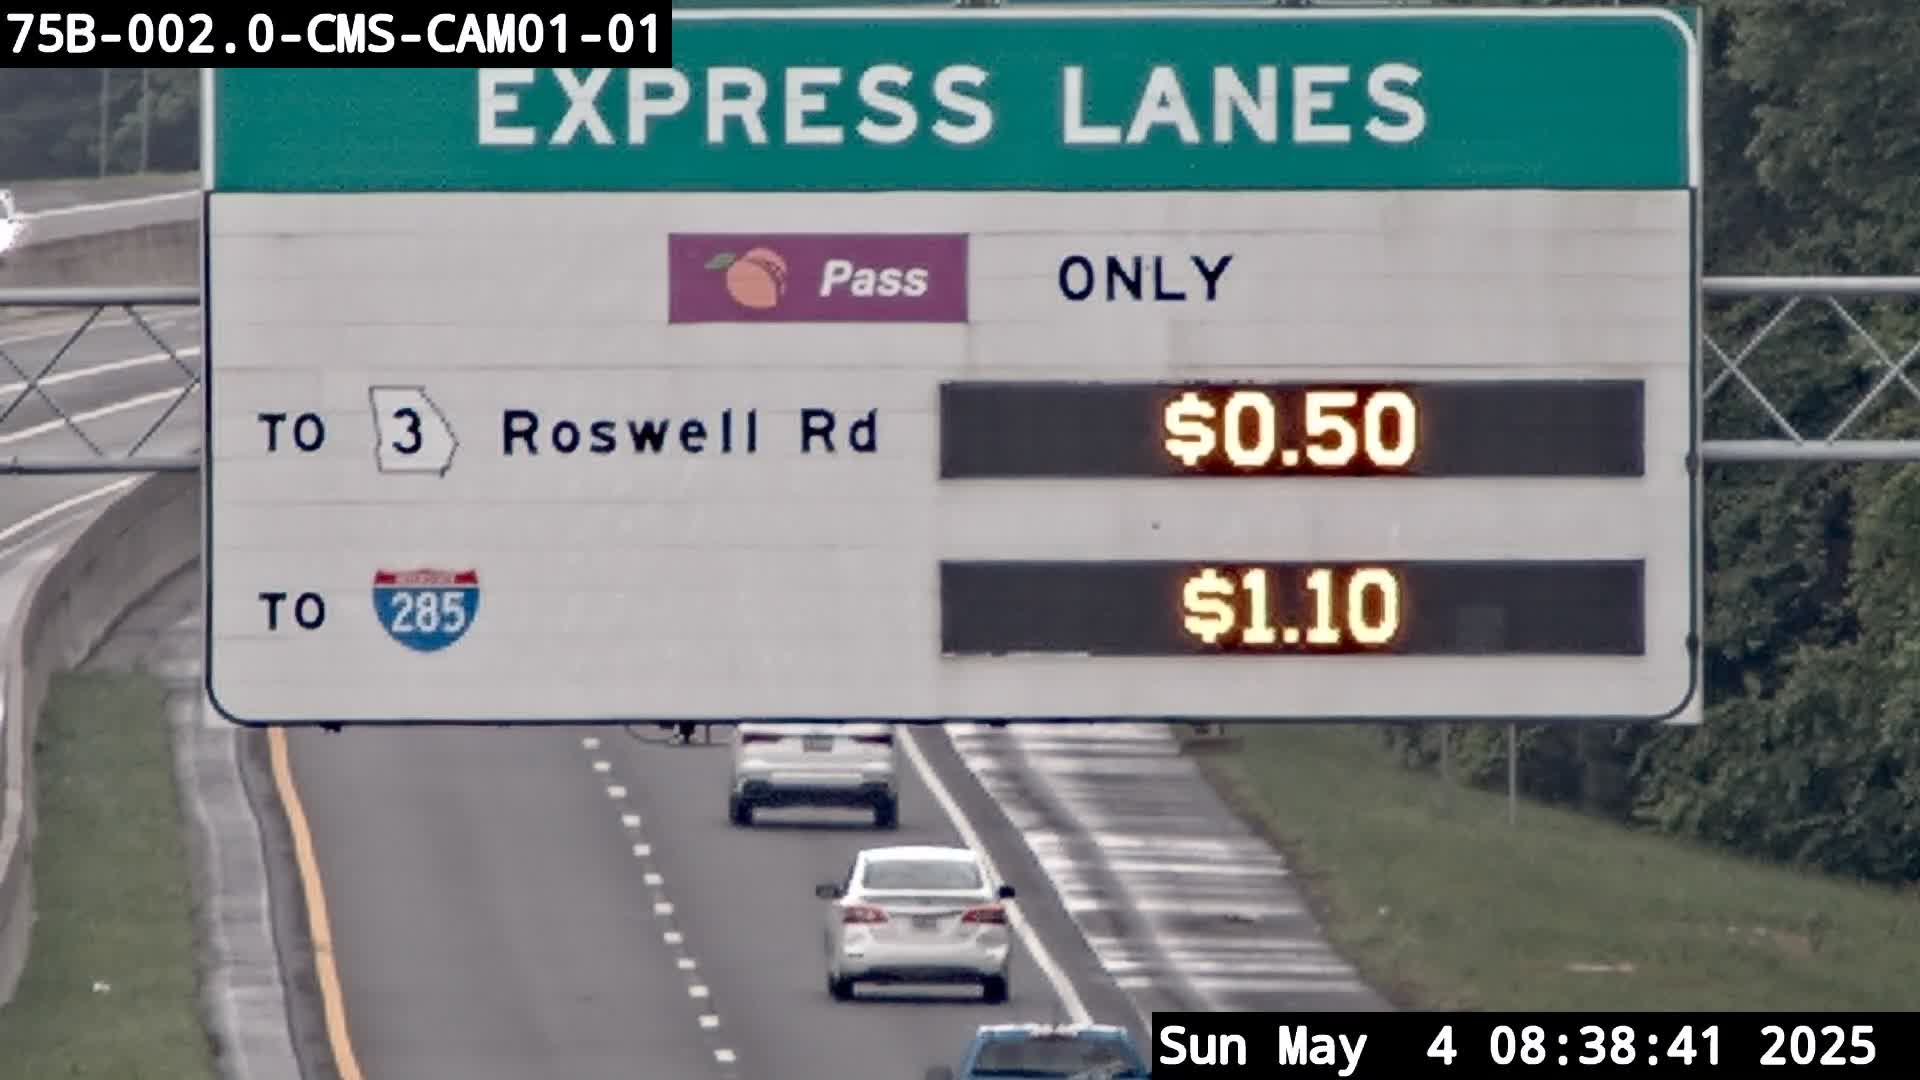 75B-002.0-CMS-CAM01-01
EXPRESS LANES
Pass ONLY
TO 3 Roswell Rd $0.50
TO 285 $1.10
Sun May 4 08:38:41 2025